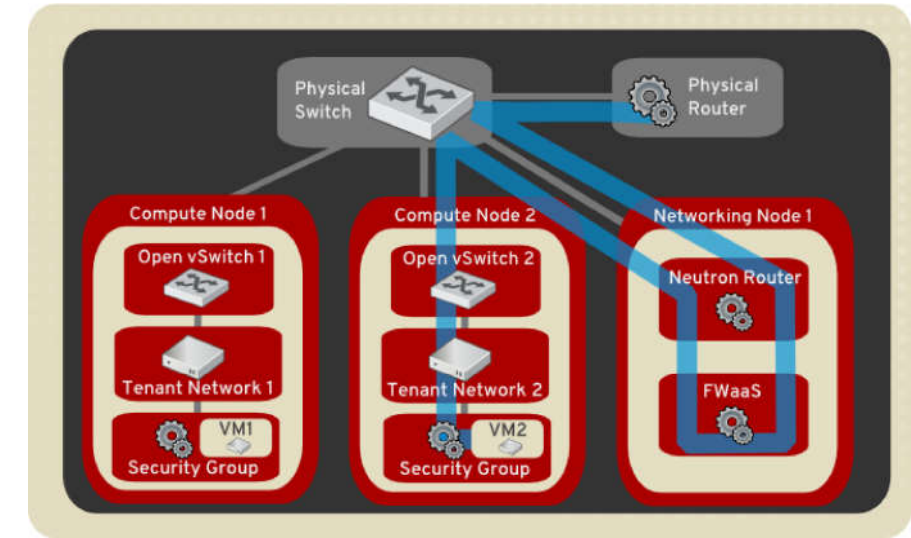 Physical
Switch
Physical
Router
Compute Node 1
Open vSwitch 1
Tenant Network 1
VM1
Security Group
Compute Node 2
Open vSwitch 2
Tenant Network 2
VM2
Security Group
Networking Node 1
Neutron Router
FWaaS